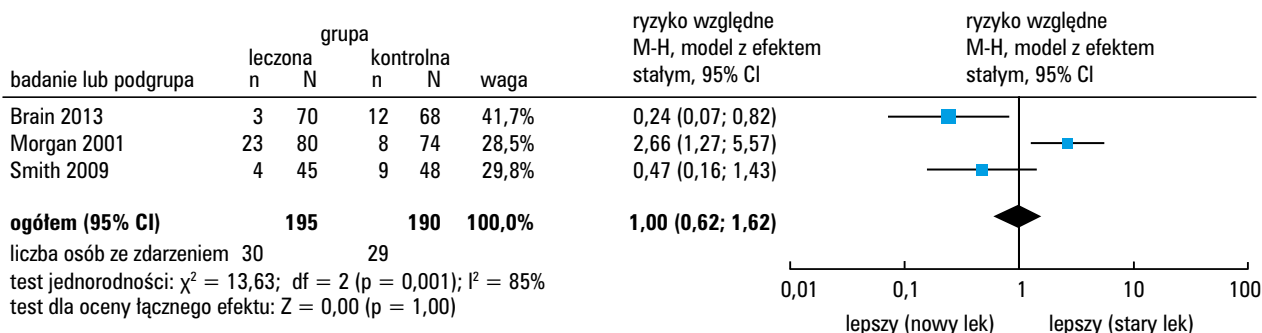 grupa
leczona kontrolna
badanie lub podgrupa n N n N waga
ryzyko względne
M-H, model z efektem
stałym, 95% CI
ryzyko względne
M-H, model z efektem
stałym, 95% CI
Brain 2013 3 70 12 68 41,7% 0,24 (0,07; 0,82)
Morgan 2001 23 80 8 74 28,5% 2,66 (1,27; 5,57)
Smith 2009 4 45 9 48 29,8% 0,47 (0,16; 1,43)
ogółem (95% CI) 195 190 100,0% 1,00 (0,62; 1,62)
liczba osób ze zdarzeniem 30 29
test jednorodności: χ² = 13,63; df = 2 (p = 0,001); I² = 85%
test dla oceny łącznego efektu: Z = 0,00 (p = 1,00)
0,01 0,1 1 10 100
lepszy (nowy lek) lepszy (stary lek)